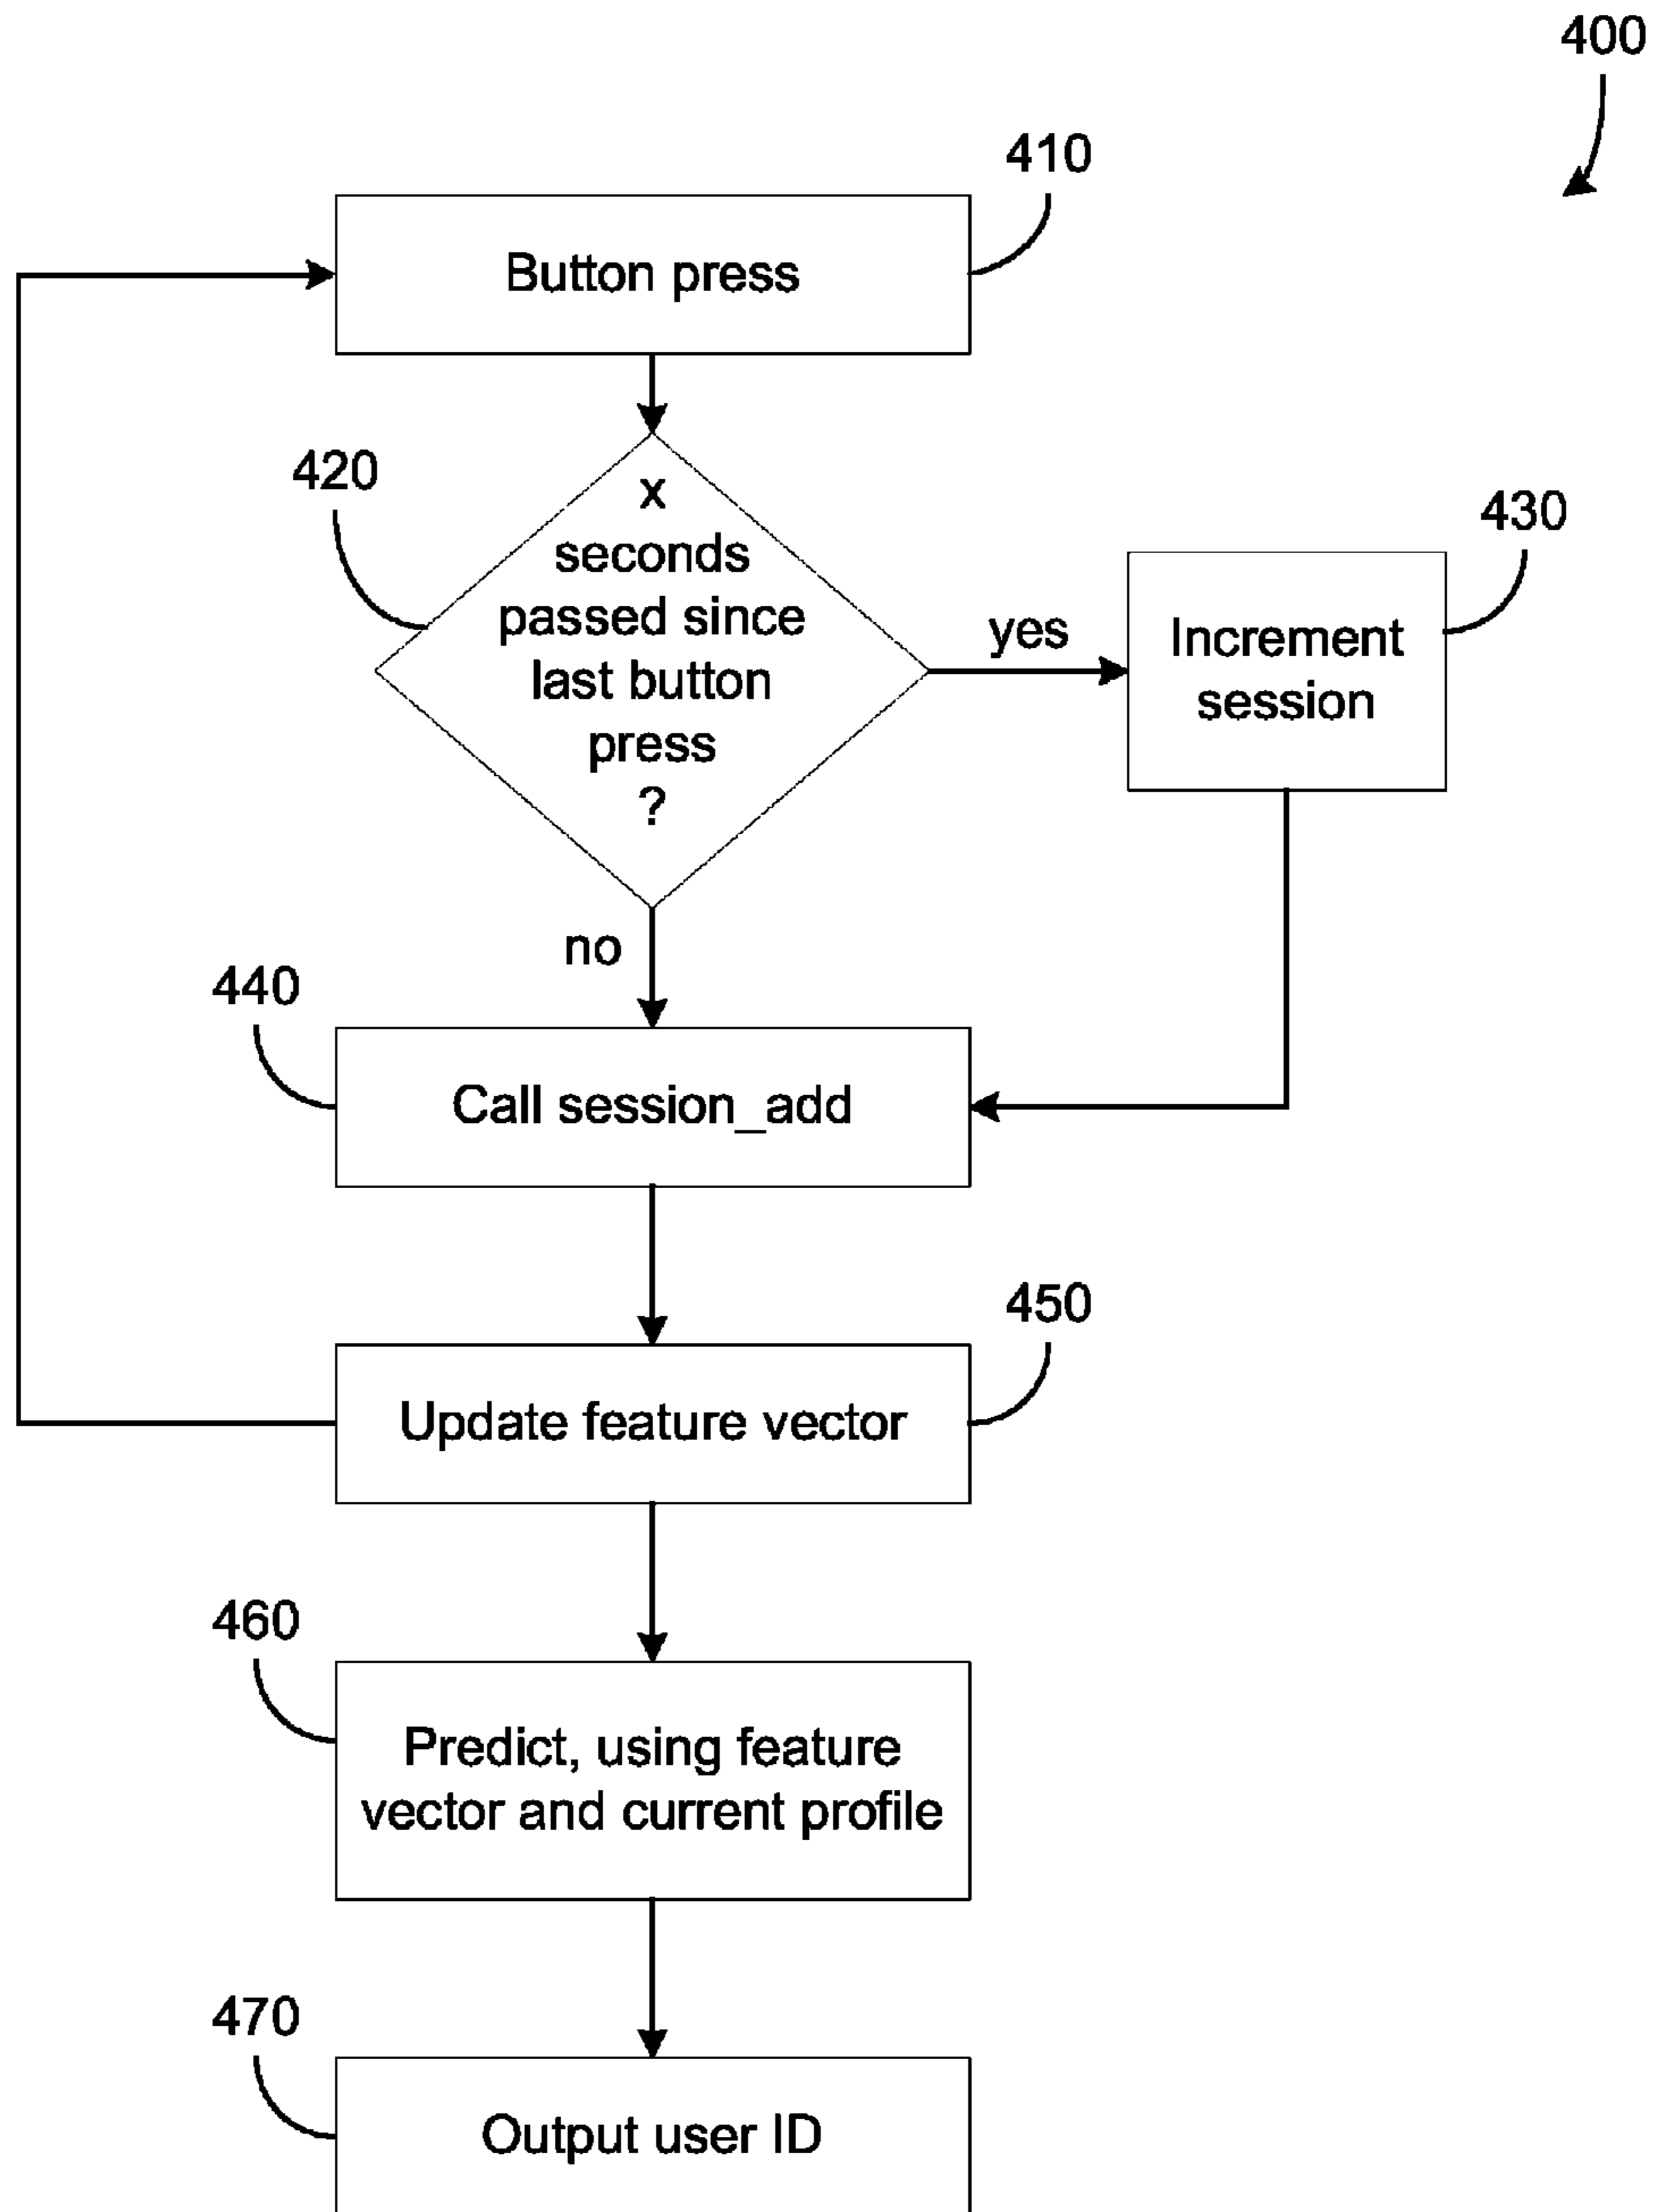 400
410
Button press
420
x
seconds
passed since
last button
press
?
yes
430
Increment
session
no
440
Call session_add
450
Update feature vector
460
Predict, using feature
vector and current profile
470
Output user ID